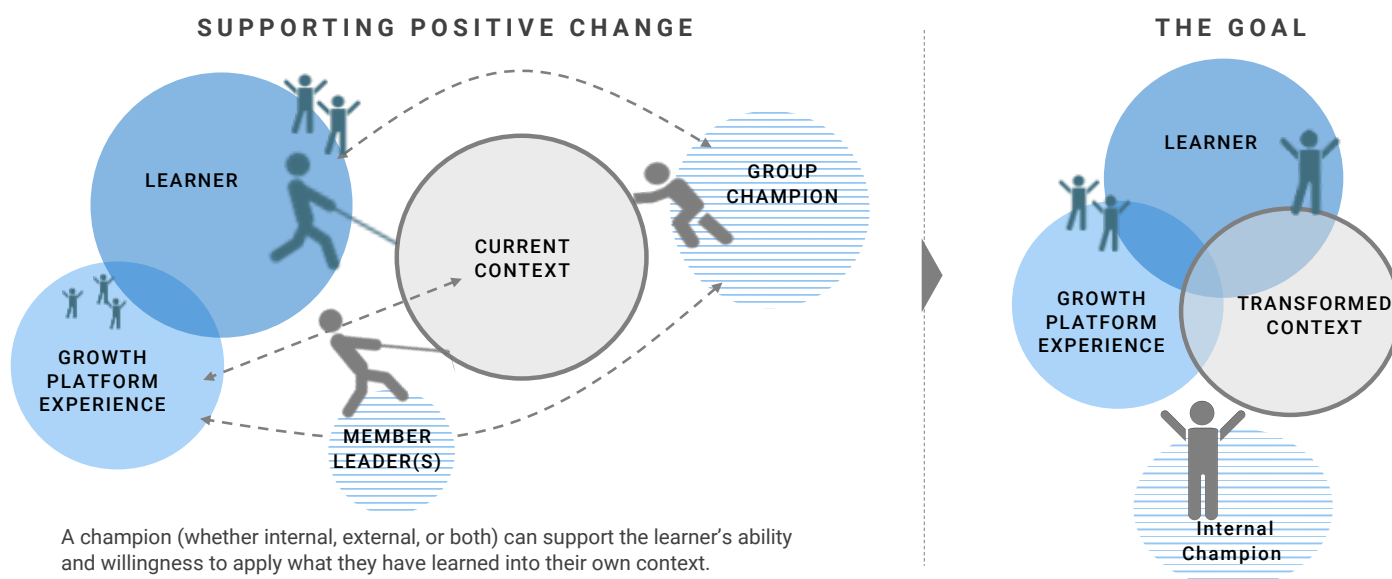 SUPPORTING POSITIVE CHANGE
LEARNER
GROUP
CHAMPION
CURRENT
CONTEXT
GROWTH
PLATFORM
EXPERIENCE
MEMBER
LEADER(S)
A champion (whether internal, external, or both) can support the learner’s ability
and willingness to apply what they have learned into their own context.
THE GOAL
LEARNER
GROWTH
PLATFORM
EXPERIENCE
TRANSFORMED
CONTEXT
Internal
Champion